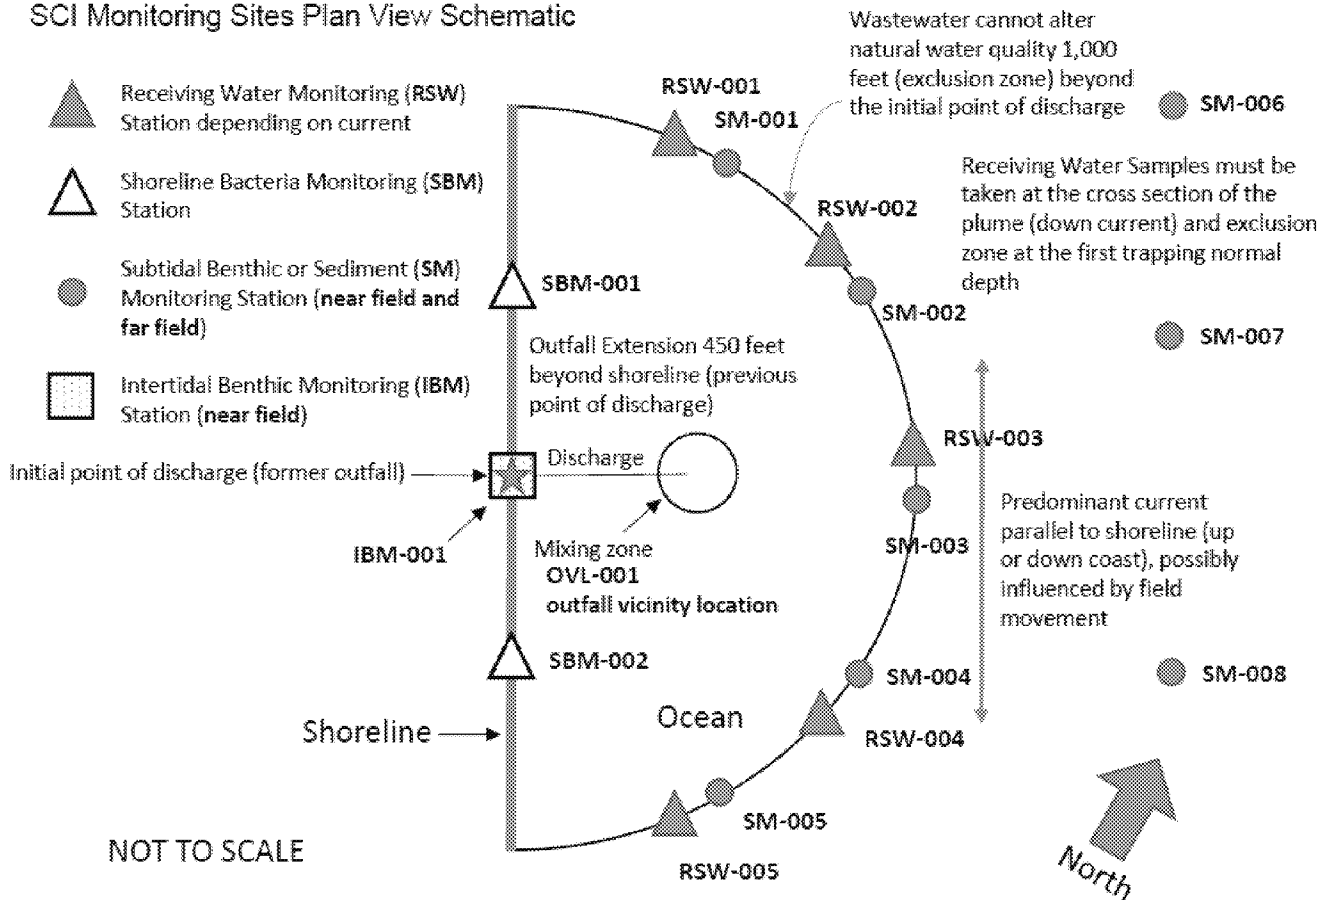 SCI Monitoring Sites Plan View Schematic
Receiving Water Monitoring (RSW)
Station depending on current
Shoreline Bacteria Monitoring (SBM)
Station
Subtidal Benthic or Sediment (SM)
Monitoring Station (near field and
far field)
Intertidal Benthic Monitoring (IBM)
Station (near field)
Initial point of discharge (former outfall)
IBM-001
Shoreline
NOT TO SCALE
RSW-001
SM-001
Wastewater cannot alter
natural water quality 1,000
feet (exclusion zone) beyond
the initial point of discharge
SM-006
Receiving Water Samples must be
taken at the cross section of the
plume (down current) and exclusion
zone at the first trapping normal
depth
RSW-002
SBM-001
SM-002
SM-007
Outfall Extension 450 feet
beyond shoreline (previous
point of discharge)
RSW-003
Discharge
Mixing zone
OVL-001
outfall vicinity location
SM-003
Predominant current
parallel to shoreline (up
or down coast), possibly
influenced by field
movement
SBM-002
SM-004
SM-008
Ocean
RSW-004
SM-005
RSW-005
North